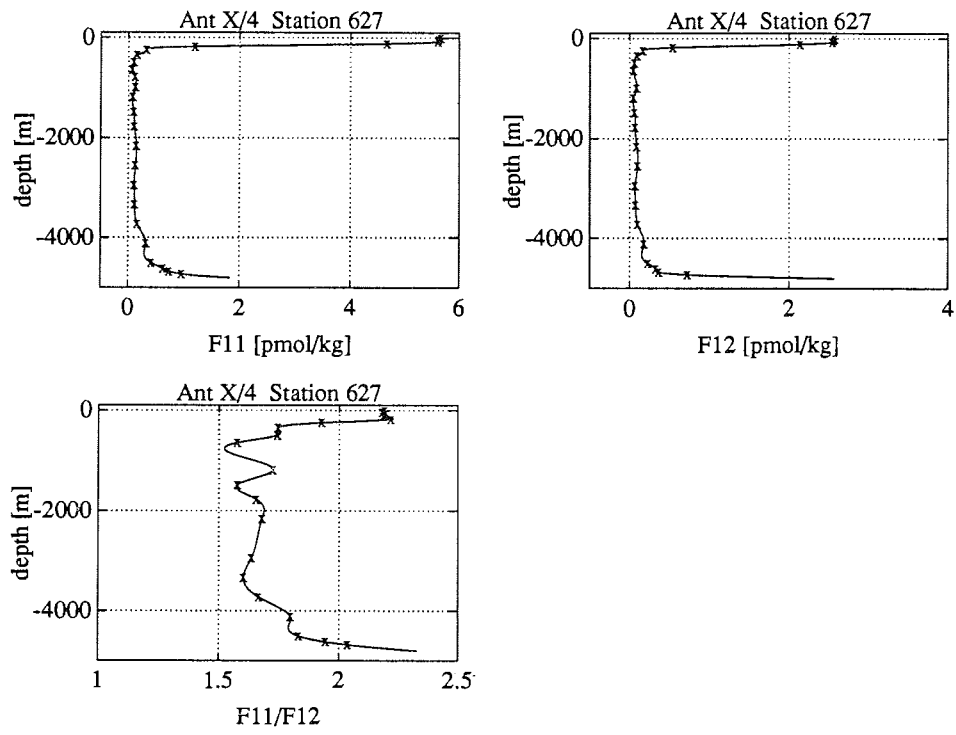 Ant X/4 Station 627
0
-2000
-4000
depth [m]
0
2
4
6
F11 [pmol/kg]
Ant X/4 Station 627
0
-2000
-4000
depth [m]
0
2
4
F12 [pmol/kg]
Ant X/4 Station 627
0
-2000
-4000
depth [m]
1
1.5
2
2.5
F11/F12